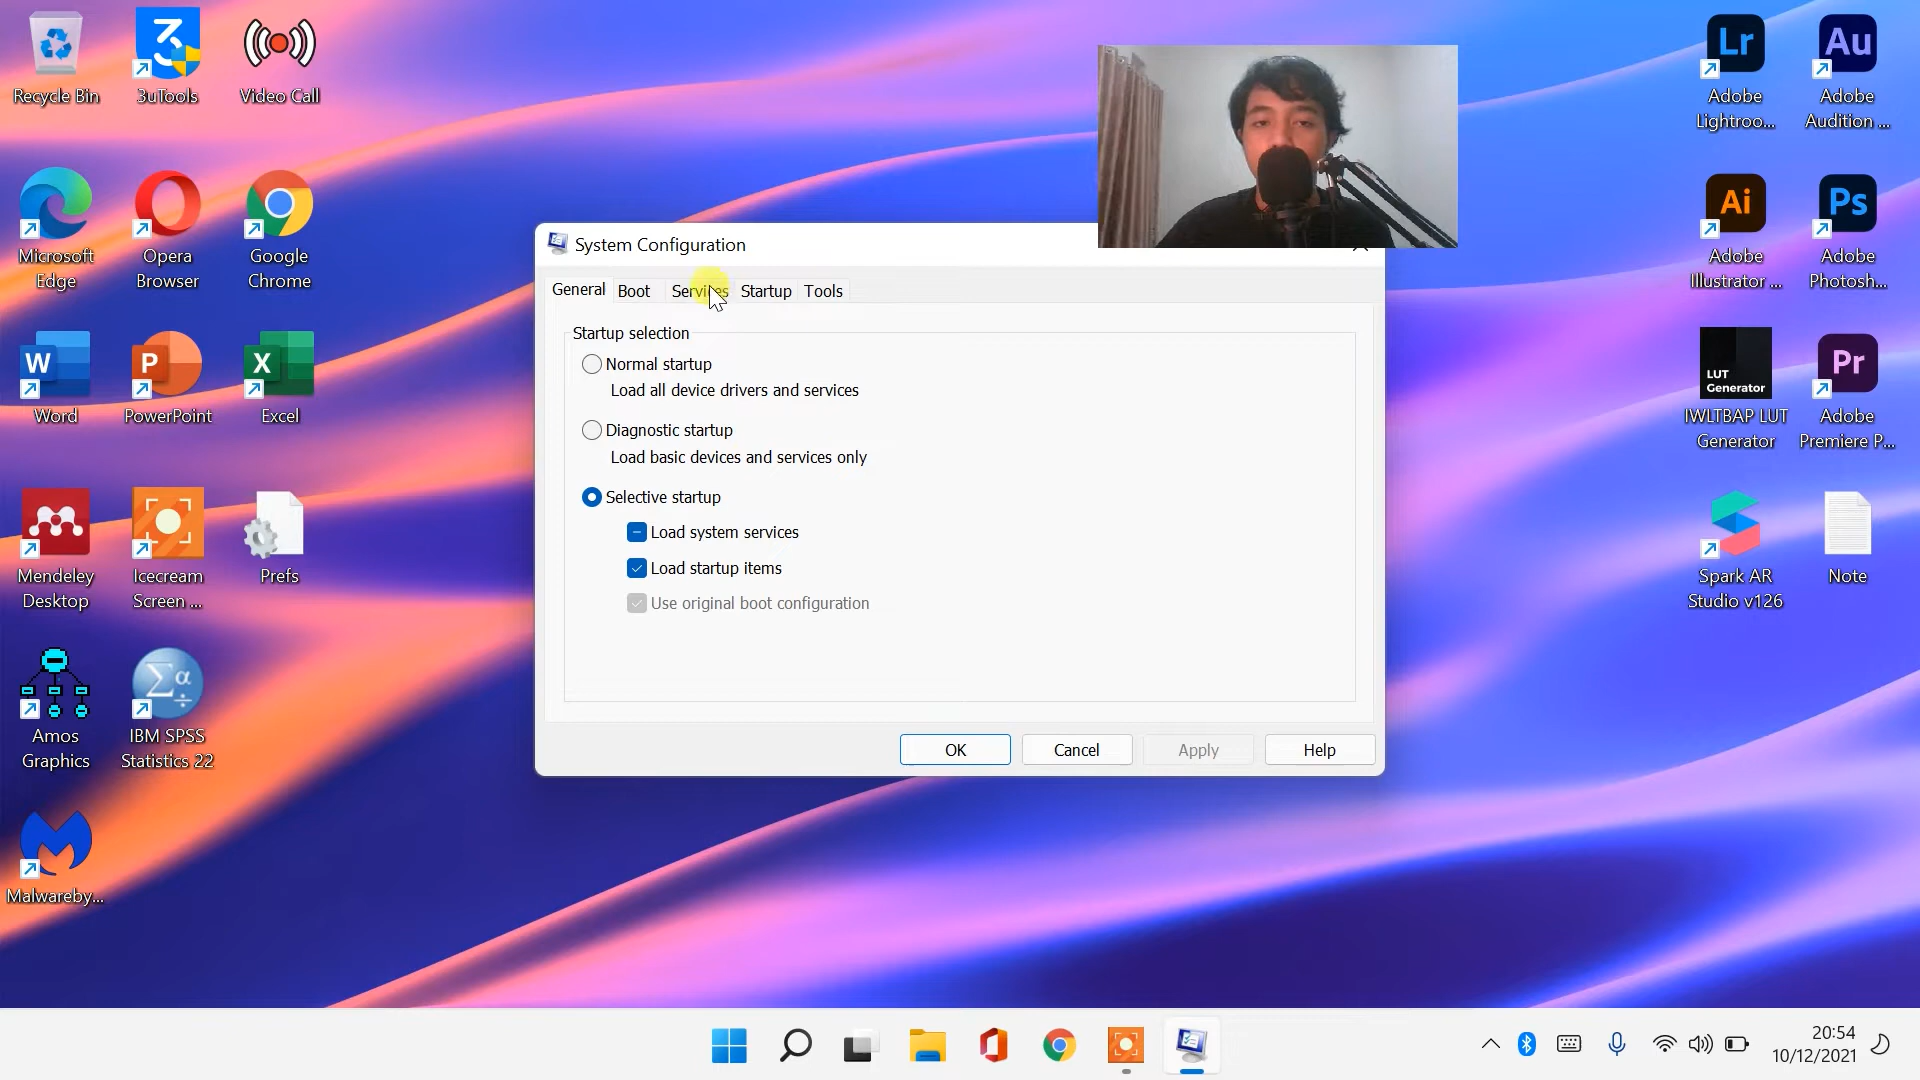 Recycle Bin
3uTools
Video Call
Microsoft
Edge
Opera
Browser
Google
Chrome
W
Word
P
PowerPoint
X
Excel
Mendeley
Desktop
Icecream
Screen ...
Prefs
Amos
Graphics
Σα
÷
IBM SPSS
Statistics 22
Malwareby...
System Configuration
General
Boot
Services
Startup
Tools
Startup selection
Normal startup
Load all device drivers and services
Diagnostic startup
Load basic devices and services only
Selective startup
Load system services
Load startup items
Use original boot configuration
OK
Cancel
Apply
Help
Lr
Adobe
Lightroo...
Au
Adobe
Audition ...
Ai
Adobe
Illustrator ...
Ps
Adobe
Photosh...
LUT
Generator
IWLTBAP LUT
Generator
Pr
Adobe
Premiere P...
Spark AR
Studio v126
Note
20:54
10/12/2021